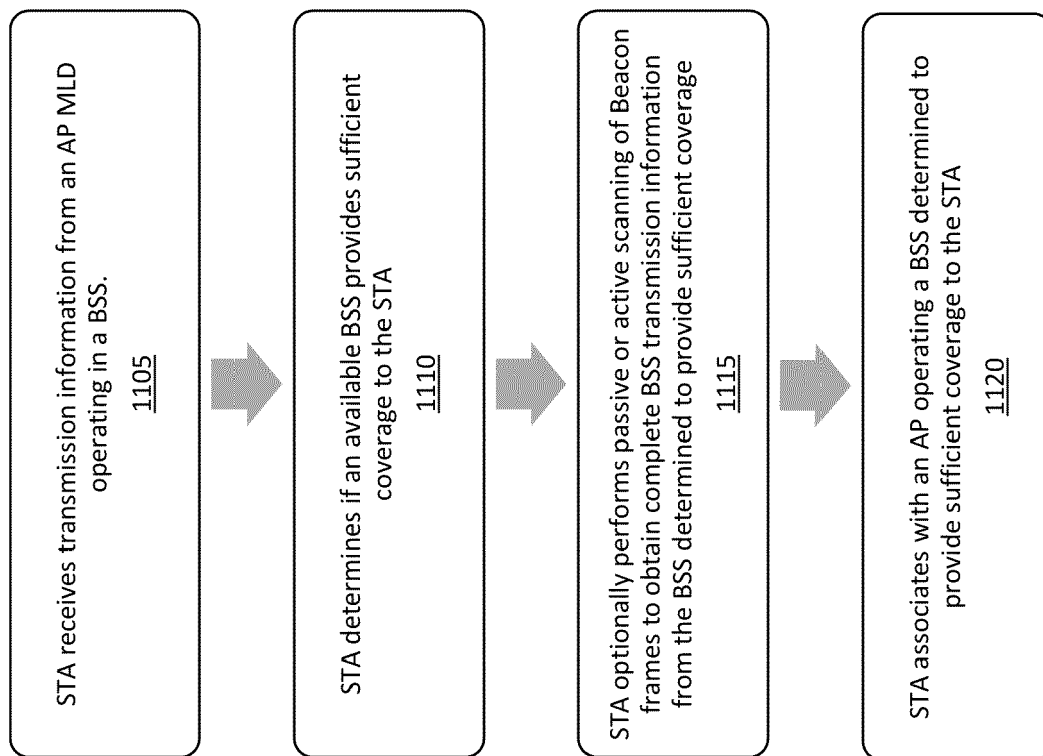 STA receives transmission information from an AP MLD
operating in a BSS.
1105
STA determines if an available BSS provides sufficient
coverage to the STA
1110
STA optionally performs passive or active scanning of Beacon
frames to obtain complete BSS transmission information
from the BSS determined to provide sufficient coverage
1115
STA associates with an AP operating a BSS determined to
provide sufficient coverage to the STA
1120